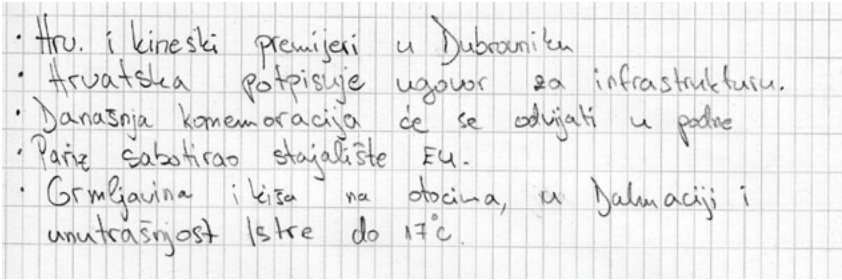 · Hrv. i kineski premijeri u Dubrovniku
· Hrvatska potpisuje ugovor za infrastrukturu.
· Današnja komemoracija će se odvijati u podne
· Pariz sabotirao stajalište EU.
· Grmljavina i kiša na otocima, u Dalmaciji i
unutrašnjost Istre do 17°C.